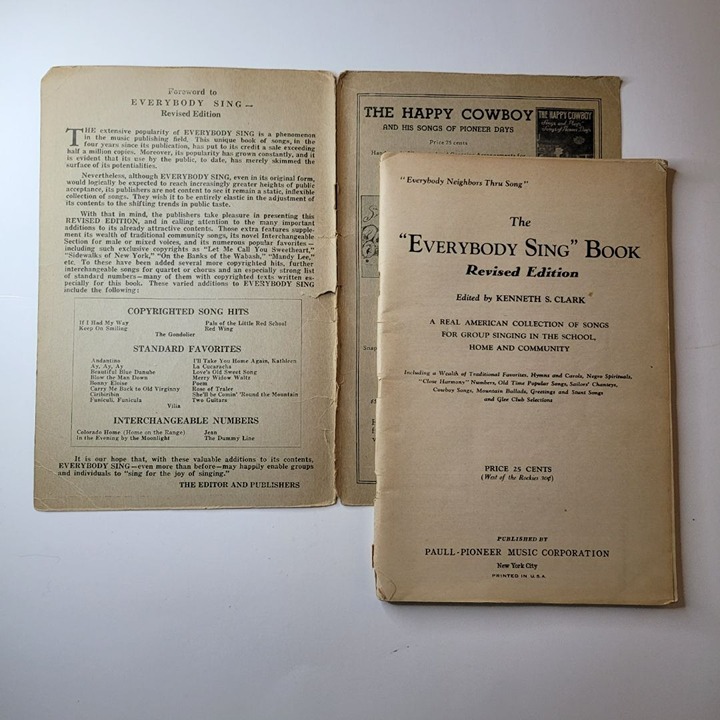 Foreword to
EVERYBODY SING—
Revised Edition
THE extensive popularity of EVERYBODY SING is a phenomenon
in the music publishing field. This unique book of songs, in the
four years since its publication, has put to its credit a sale exceeding
half a million copies. Moreover, its popularity has grown constantly, and it
is evident that its use by the public, to date, has merely skimmed the
surface of its potentialities.
Nevertheless, although EVERYBODY SING, even in its original form,
would logically be expected to reach increasingly greater heights of public
acceptance, its publishers are not content to see it remain a static, inflexible
collection of songs. They wish it to be entirely elastic in the adjustment of
its contents to the shifting trends in public taste.
With that in mind, the publishers take pleasure in presenting this
REVISED EDITION, and in calling attention to the many important
additions to its already attractive contents. Those extra features supple-
ment its wealth of traditional community songs, its novel Interchangeable
Section for male or mixed voices, and its numerous popular favorites—
including such exclusive copyrights as "Let Me Call You Sweetheart,"
"Sidewalks of New York," "On the Banks of the Wabash," "Mandy Lee,"
etc. To these have been added several more copyrighted hits, further
interchangeable songs for quartet or chorus and an especially strong list
of standard numbers—many of them with copyrighted texts written es-
pecially for this book. These varied additions to EVERYBODY SING
include the following:
COPYRIGHTED SONG HITS
If I Had My Way Pals of the Little Red School
Keep On Smiling Red Wing
The Gondolier
STANDARD FAVORITES
Andantino I'll Take You Home Again, Kathleen
Ay, Ay, Ay La Cucaracha
Beautiful Blue Danube Love's Old Sweet Song
Blow the Man Down Merry Widow Waltz
Bonny Eloise Poem
Carry Me Back to Old Virginny Rose of Tralee
Ciribiribin She'll be Comin' 'Round the Mountain
Funiculi, Funicula Two Guitars
Vilia
INTERCHANGEABLE NUMBERS
Colorado Home (Home on the Range) Jean
In the Evening by the Moonlight The Dummy Line
It is our hope that, with these valuable additions to its contents,
EVERYBODY SING—even more than before—may happily enable groups
and individuals to "sing for the joy of singing."
THE EDITOR AND PUBLISHERS
THE HAPPY COWBOY
AND HIS SONGS OF PIONEER DAYS
Price 75 cents
THE HAPPY COWBOY
"Everybody Neighbors Thru Song"
The
"EVERYBODY SING" BOOK
Revised Edition
Edited by KENNETH S. CLARK
A REAL AMERICAN COLLECTION OF SONGS
FOR GROUP SINGING IN THE SCHOOL,
HOME AND COMMUNITY
Including a Wealth of Traditional Favorites, Hymns and Carols, Negro Spirituals,
"Close Harmony" Numbers, Old Time Popular Songs, Sailors' Chanteys,
Cowboy Songs, Mountain Ballads, Greetings and Stunt Songs
and Glee Club Selections
PRICE 25 CENTS
(West of the Rockies 30¢)
PUBLISHED BY
PAULL-PIONEER MUSIC CORPORATION
New York City
PRINTED IN U.S.A.